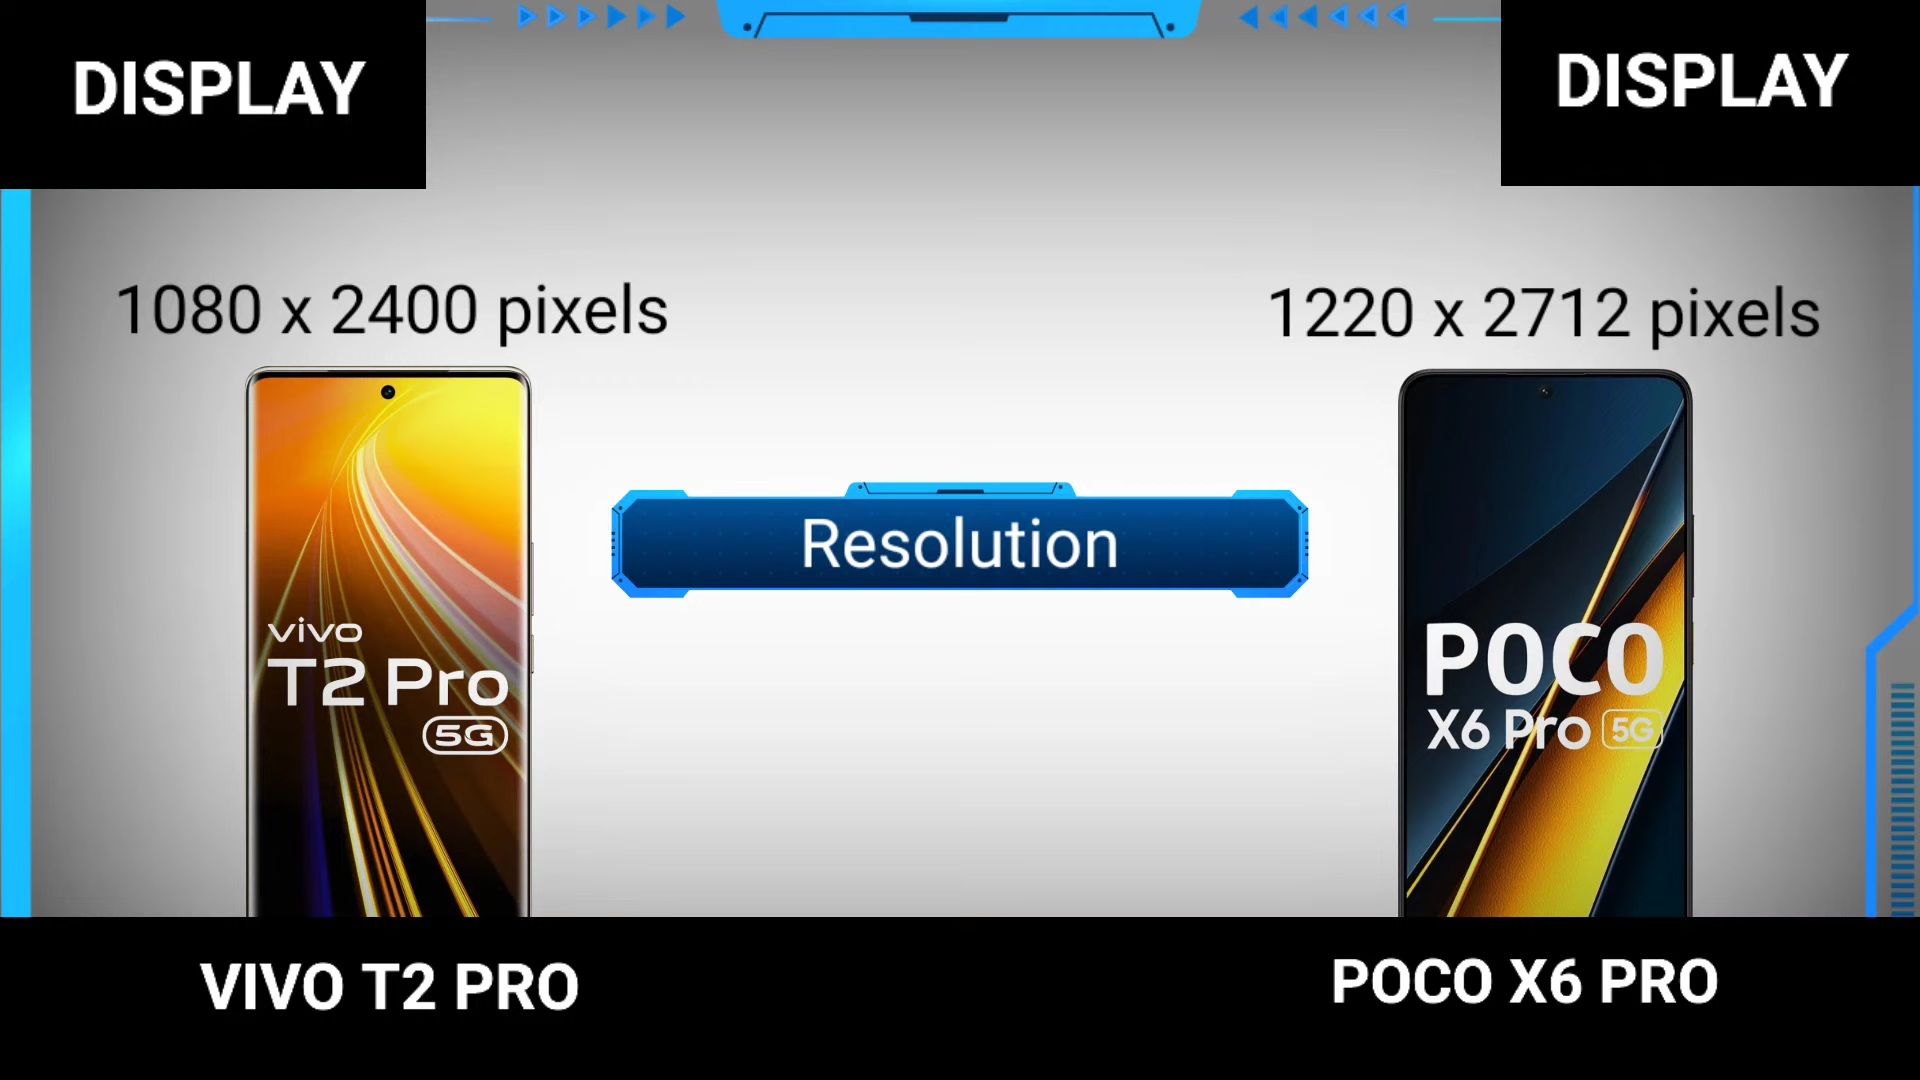 DISPLAY
DISPLAY
1080 x 2400 pixels
1220 x 2712 pixels
Resolution
vivo
T2 Pro
5G
POCO
X6 Pro 5G
VIVO T2 PRO
POCO X6 PRO